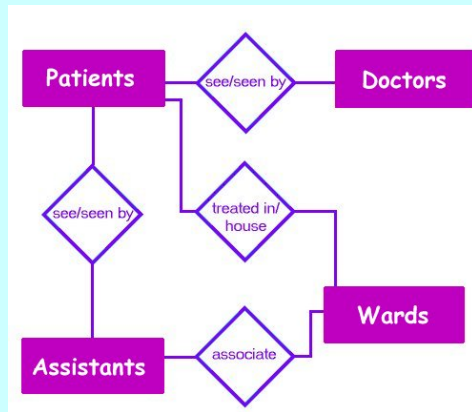 Patients
see/seen by
Doctors
see/seen by
treated in/
house
Wards
Assistants
associate